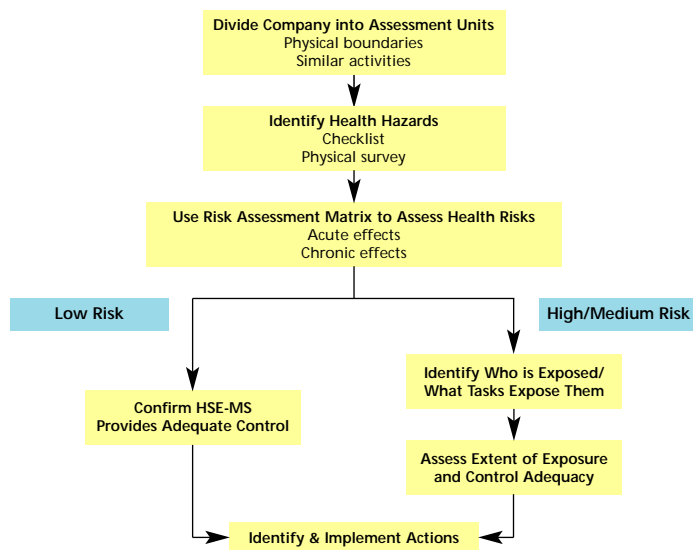 Divide Company into Assessment Units
Physical boundaries
Similar activities
Identify Health Hazards
Checklist
Physical survey
Use Risk Assessment Matrix to Assess Health Risks
Acute effects
Chronic effects
Low Risk
High/Medium Risk
Confirm HSE-MS
Provides Adequate Control
Identify Who is Exposed/
What Tasks Expose Them
Assess Extent of Exposure
and Control Adequacy
Identify & Implement Actions